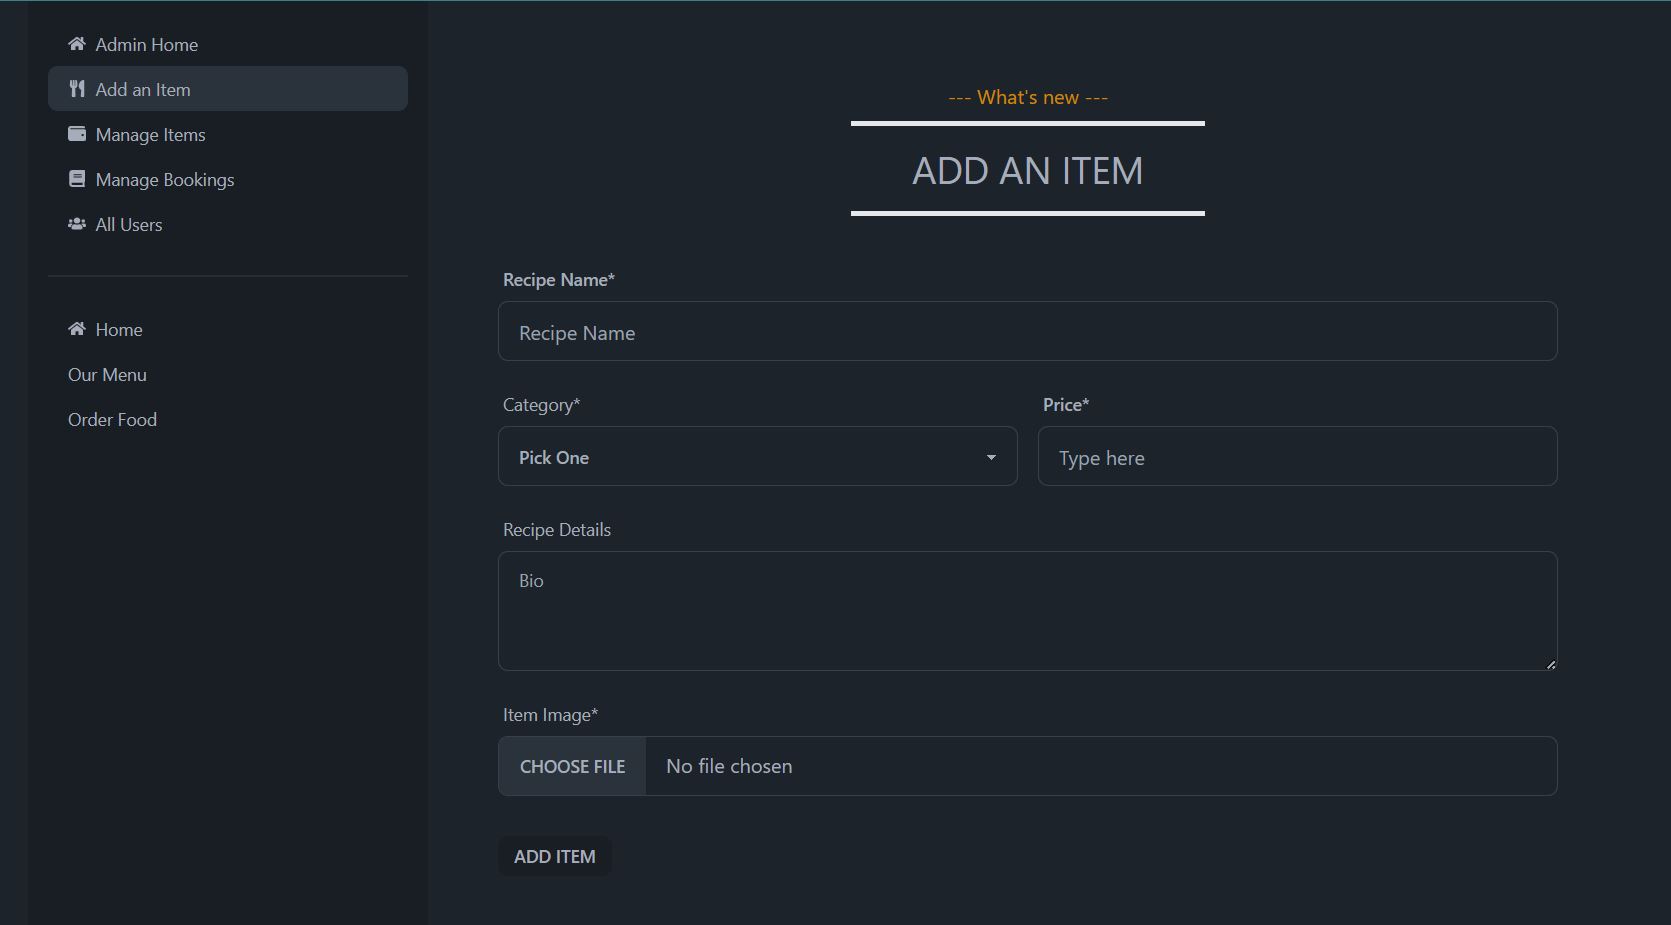 Admin Home
Add an Item
Manage Items
Manage Bookings
All Users
Home
Our Menu
Order Food
--- What's new ---
ADD AN ITEM
Recipe Name*
Recipe Name
Category*
Price*
Pick One
Type here
Recipe Details
Bio
Item Image*
CHOOSE FILE No file chosen
ADD ITEM